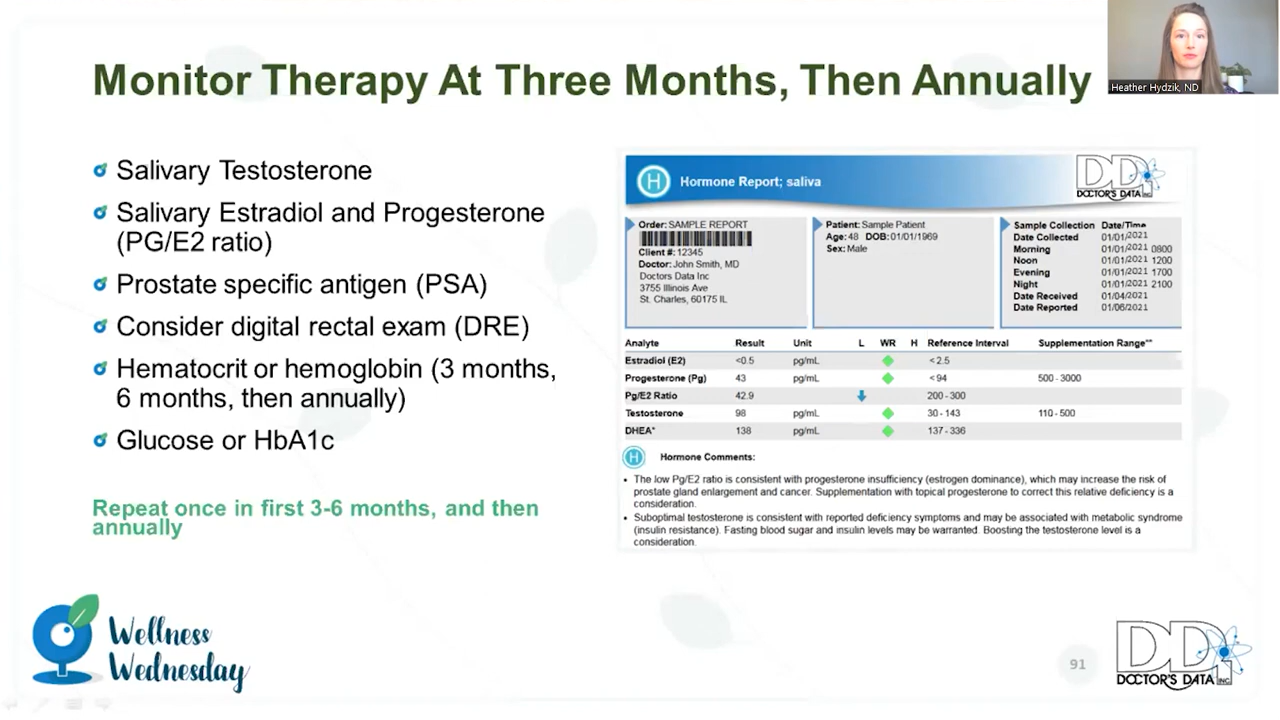 Monitor Therapy At Three Months, Then Annually
Heather Hydzik, ND
Salivary Testosterone
Salivary Estradiol and Progesterone
(PG/E2 ratio)
Prostate specific antigen (PSA)
Consider digital rectal exam (DRE)
Hematocrit or hemoglobin (3 months,
6 months, then annually)
Glucose or HbA1c
Repeat once in first 3-6 months, and then
annually
H Hormone Report; saliva
DD
DOCTOR'S DATA INC.
Order: SAMPLE REPORT
Client #: 12345
Doctor: John Smith, MD
Doctors Data Inc
3755 Illinois Ave
St. Charles, 60175 IL
Patient: Sample Patient
Age: 48 DOB: 01/01/1969
Sex: Male
Sample Collection Date/Time
Date Collected 01/01/2021
Morning 01/01/2021 0800
Noon 01/01/2021 1200
Evening 01/01/2021 1700
Night 01/01/2021 2100
Date Received 01/04/2021
Date Reported 01/06/2021
Analyte Result Unit L WR H Reference Interval Supplementation Range**
Estradiol (E2) <0.5 pg/mL < 2.5
Progesterone (Pg) 43 pg/mL < 94 500 - 3000
Pg/E2 Ratio 42.9 200 - 300
Testosterone 98 pg/mL 30 - 143 110 - 500
DHEA* 138 pg/mL 137 - 336
H Hormone Comments:
• The low Pg/E2 ratio is consistent with progesterone insufficiency (estrogen dominance), which may increase the risk of
prostate gland enlargement and cancer. Supplementation with topical progesterone to correct this relative deficiency is a
consideration.
• Suboptimal testosterone is consistent with reported deficiency symptoms and may be associated with metabolic syndrome
(insulin resistance). Fasting blood sugar and insulin levels may be warranted. Boosting the testosterone level is a
consideration.
Wellness
Wednesday
91
DD
DOCTOR'S DATA INC.